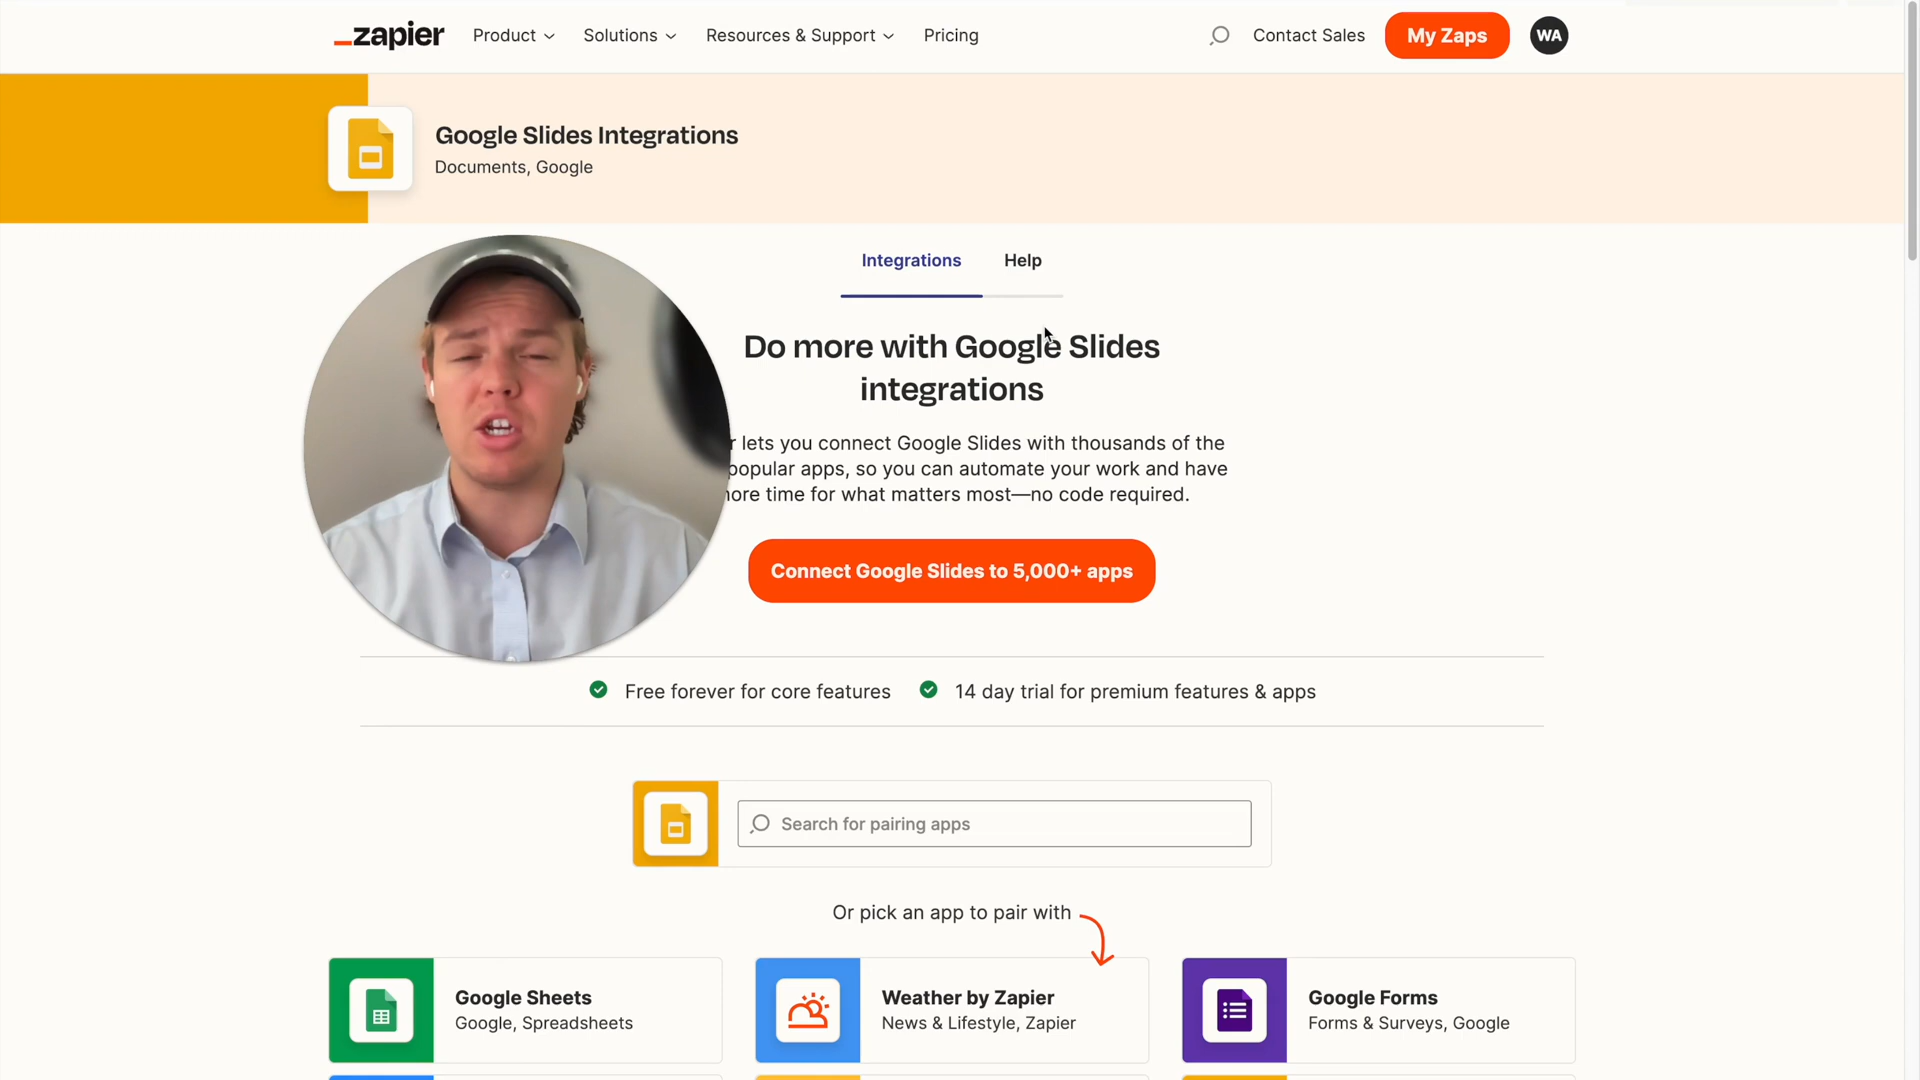 zapier
Product
Solutions
Resources & Support
Pricing
Contact Sales
My Zaps
WA
Google Slides Integrations
Documents, Google
Integrations
Help
Do more with Google Slides
integrations
r lets you connect Google Slides with thousands of the
popular apps, so you can automate your work and have
ore time for what matters most—no code required.
Connect Google Slides to 5,000+ apps
Free forever for core features
14 day trial for premium features & apps
Search for pairing apps
Or pick an app to pair with
Google Sheets
Google, Spreadsheets
Weather by Zapier
News & Lifestyle, Zapier
Google Forms
Forms & Surveys, Google